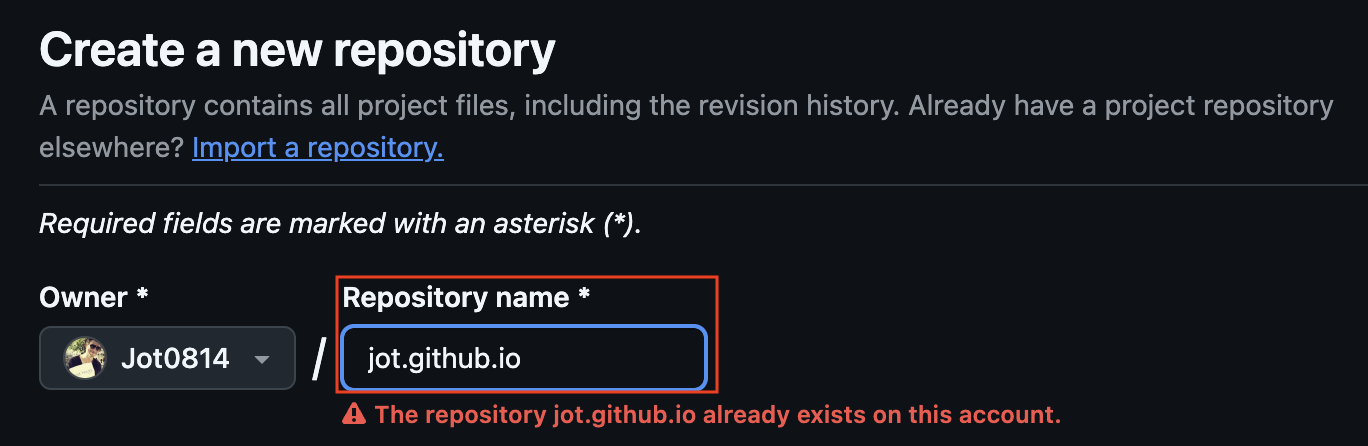 Create a new repository
A repository contains all project files, including the revision history. Already have a project repository
elsewhere? Import a repository.
Required fields are marked with an asterisk (*).
Owner *
Repository name *
Jot0814
/
jot.github.io
The repository jot.github.io already exists on this account.